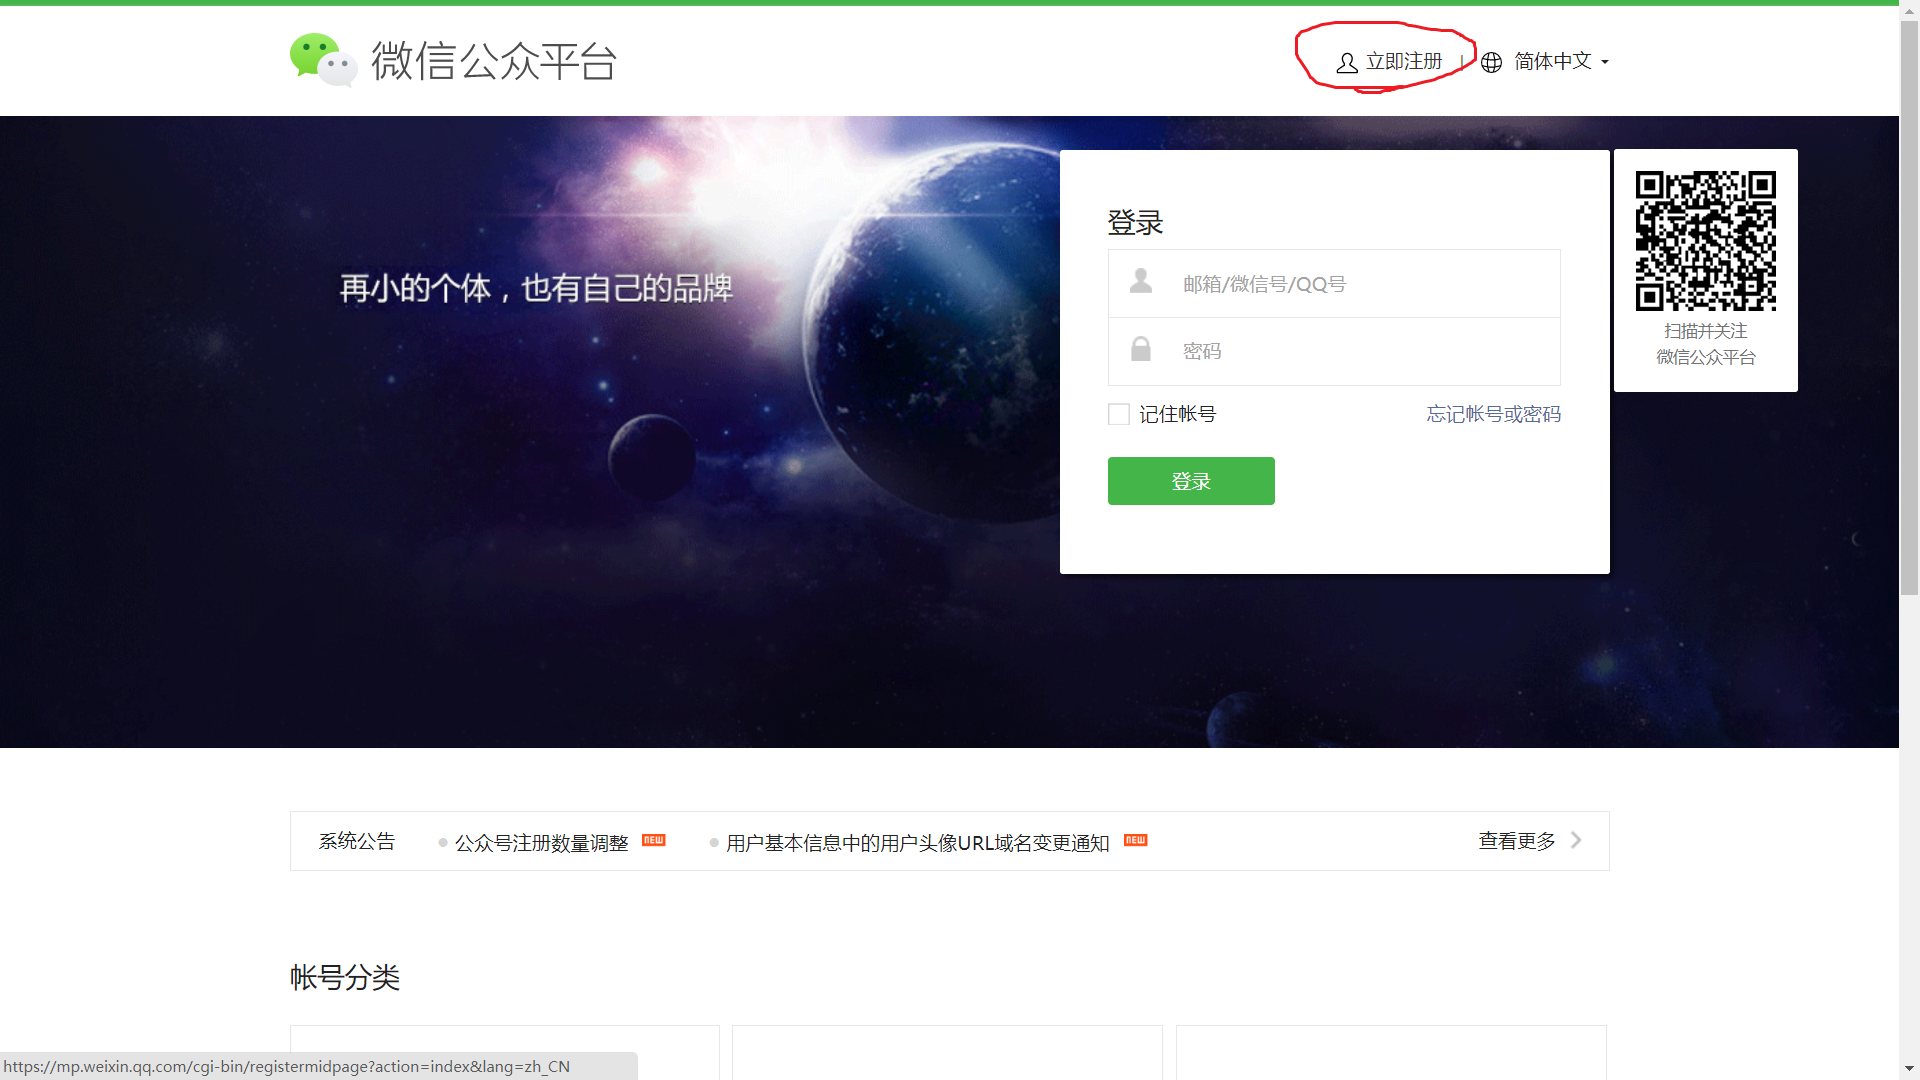 微信公众平台
立即注册 | 简体中文
再小的个体，也有自己的品牌
登录
邮箱/微信号/QQ号
密码
记住帐号 忘记帐号或密码
登录
扫描并关注
微信公众平台
系统公告 公众号注册数量调整 NEW 用户基本信息中的用户头像URL域名变更通知 NEW 查看更多
帐号分类
https://mp.weixin.qq.com/cgi-bin/registermidpage?action=index&lang=zh_CN